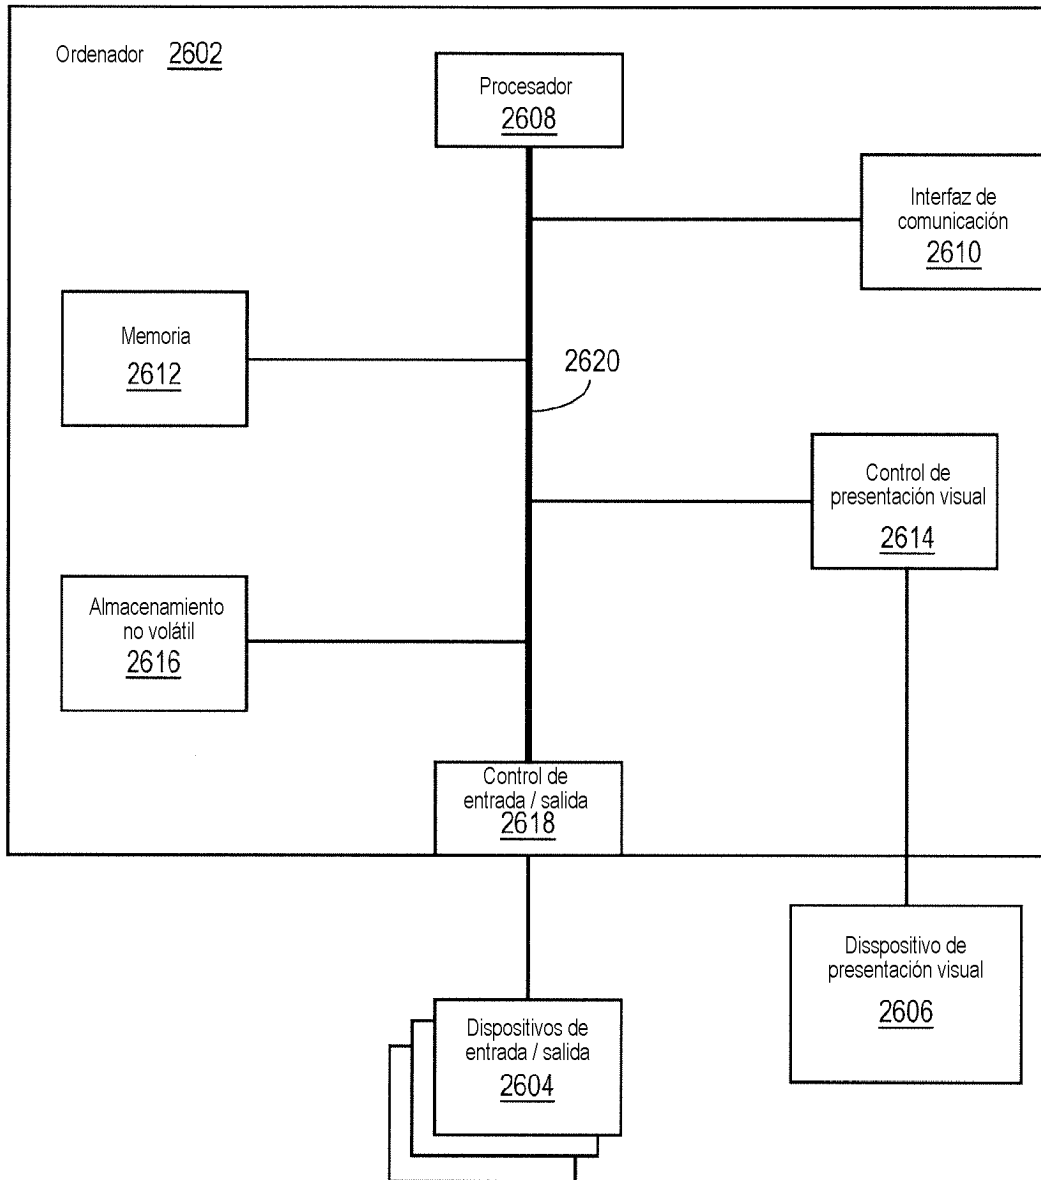 Ordenador 2602
Procesador
2608
Interfaz de
comunicación
2610
Memoria
2612
2620
Control de
presentación visual
2614
Almacenamiento
no volátil
2616
Control de
entrada / salida
2618
Disspositivo de
presentación visual
2606
Dispositivos de
entrada / salida
2604